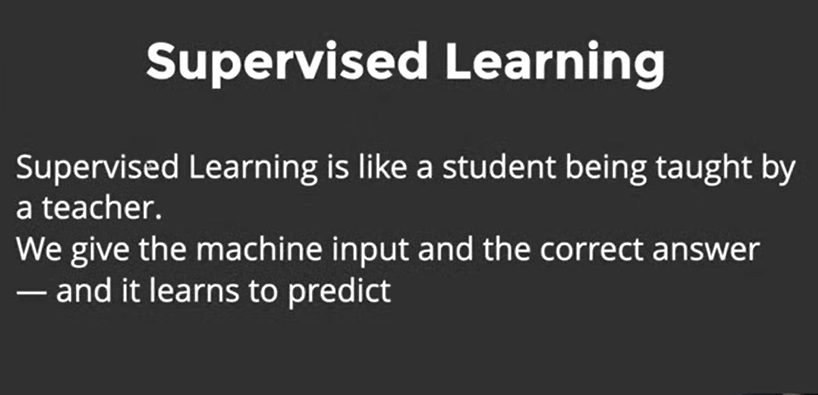 Supervised Learning
Supervised Learning is like a student being taught by
a teacher.
We give the machine input and the correct answer
— and it learns to predict